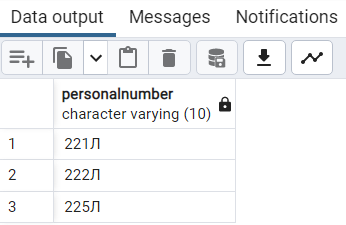 Data output Messages Notifications
personalnumber
character varying (10)
1 221Л
2 222Л
3 225Л